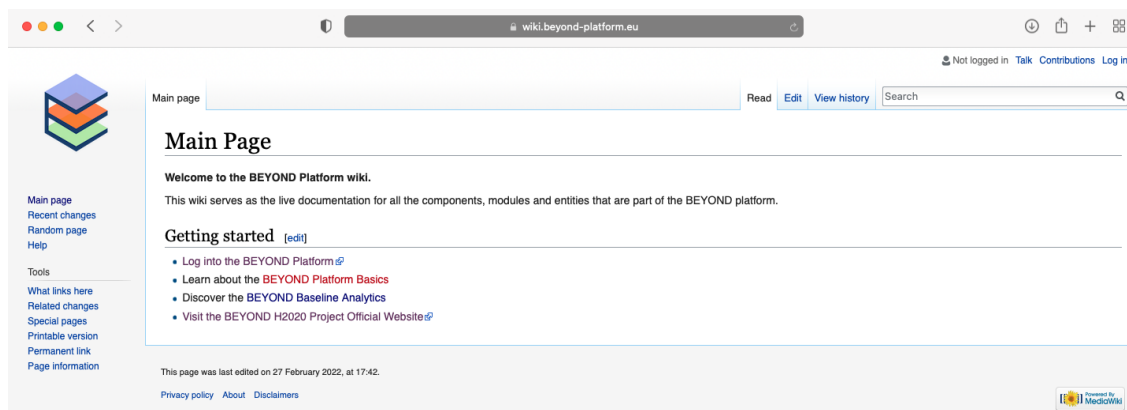 wiki.beyond-platform.eu
Not logged in Talk Contributions Log in
Main page
Read Edit View history Search
Main Page
Welcome to the BEYOND Platform wiki.
This wiki serves as the live documentation for all the components, modules and entities that are part of the BEYOND platform.
Getting started [edit]
Log into the BEYOND Platform
Learn about the BEYOND Platform Basics
Discover the BEYOND Baseline Analytics
Visit the BEYOND H2020 Project Official Website
Main page
Recent changes
Random page
Help
Tools
What links here
Related changes
Special pages
Printable version
Permanent link
Page information
This page was last edited on 27 February 2022, at 17:42.
Privacy policy About Disclaimers
Powered By
MediaWiki